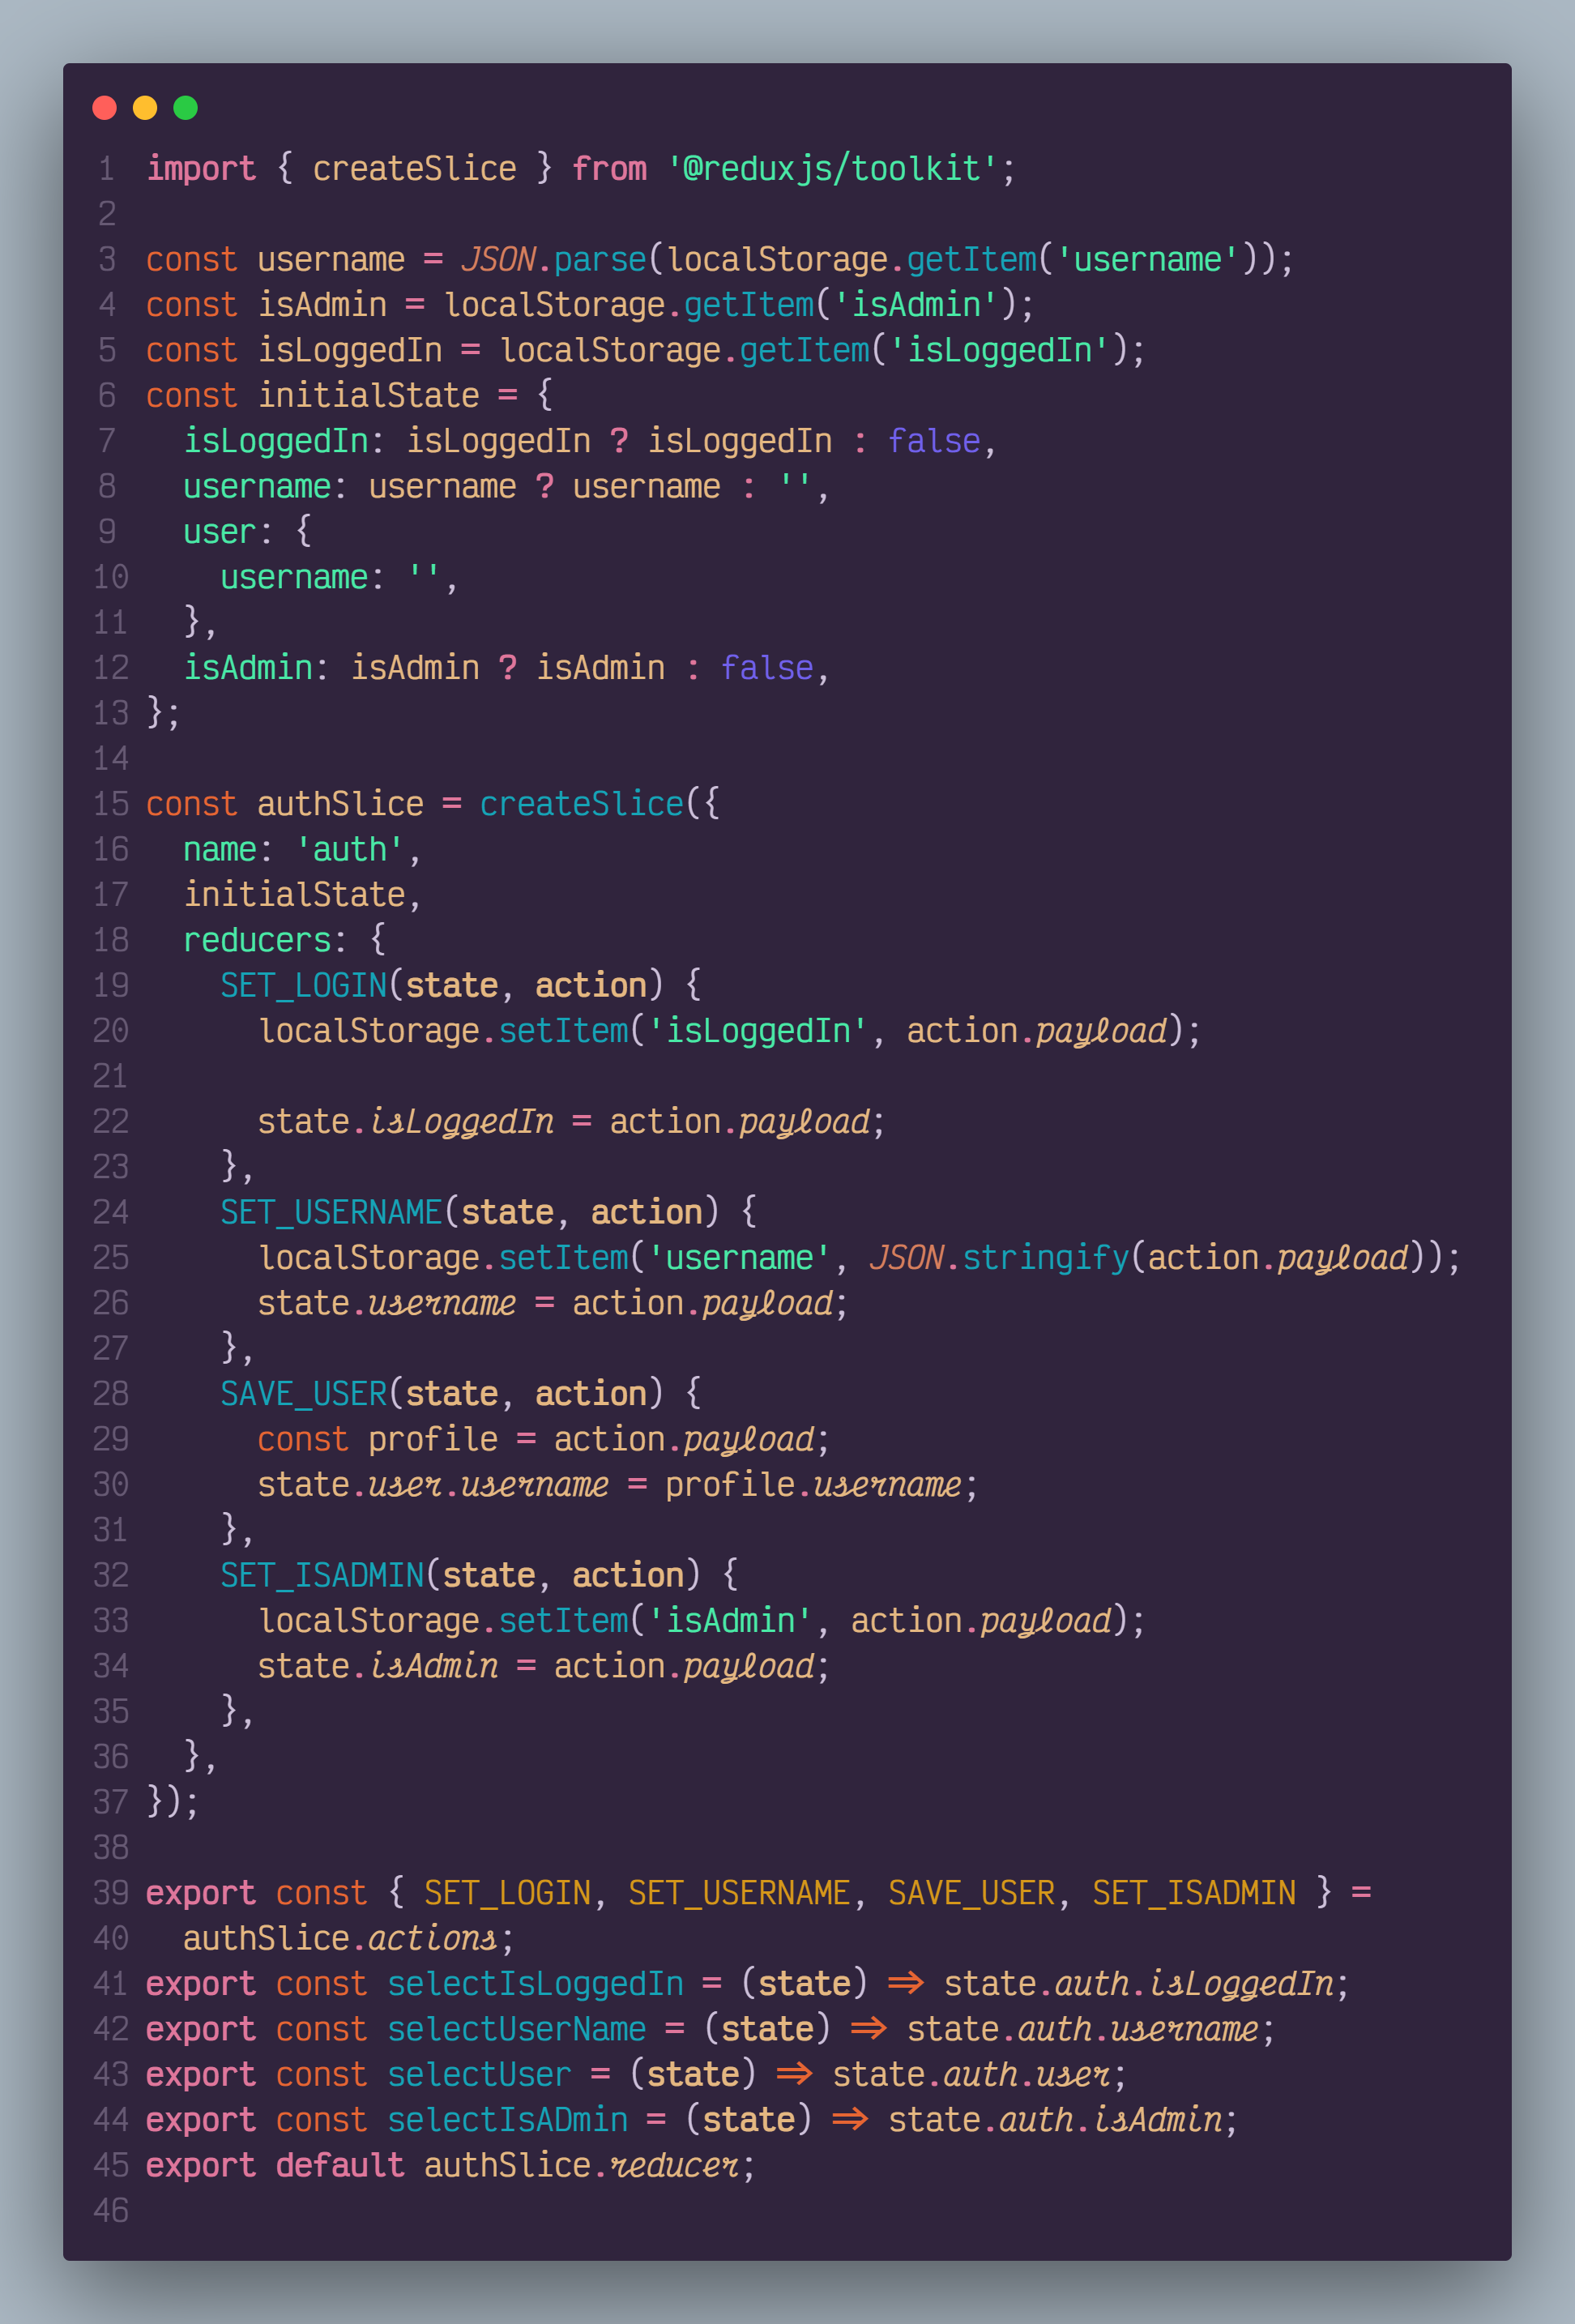 1 import { createSlice } from '@reduxjs/toolkit';
2
3 const username = JSON.parse(localStorage.getItem('username'));
4 const isAdmin = localStorage.getItem('isAdmin');
5 const isLoggedIn = localStorage.getItem('isLoggedIn');
6 const initialState = {
7   isLoggedIn: isLoggedIn ? isLoggedIn : false,
8   username: username ? username : '',
9   user: {
10     username: '',
11   },
12   isAdmin: isAdmin ? isAdmin : false,
13 };
14
15 const authSlice = createSlice({
16   name: 'auth',
17   initialState,
18   reducers: {
19     SET_LOGIN(state, action) {
20       localStorage.setItem('isLoggedIn', action.payload);
21
22       state.isLoggedIn = action.payload;
23     },
24     SET_USERNAME(state, action) {
25       localStorage.setItem('username', JSON.stringify(action.payload));
26       state.username = action.payload;
27     },
28     SAVE_USER(state, action) {
29       const profile = action.payload;
30       state.user.username = profile.username;
31     },
32     SET_ISADMIN(state, action) {
33       localStorage.setItem('isAdmin', action.payload);
34       state.isAdmin = action.payload;
35     },
36   },
37 });
38
39 export const { SET_LOGIN, SET_USERNAME, SAVE_USER, SET_ISADMIN } =
40   authSlice.actions;
41 export const selectIsLoggedIn = (state) => state.auth.isLoggedIn;
42 export const selectUserName = (state) => state.auth.username;
43 export const selectUser = (state) => state.auth.user;
44 export const selectIsADmin = (state) => state.auth.isAdmin;
45 export default authSlice.reducer;
46